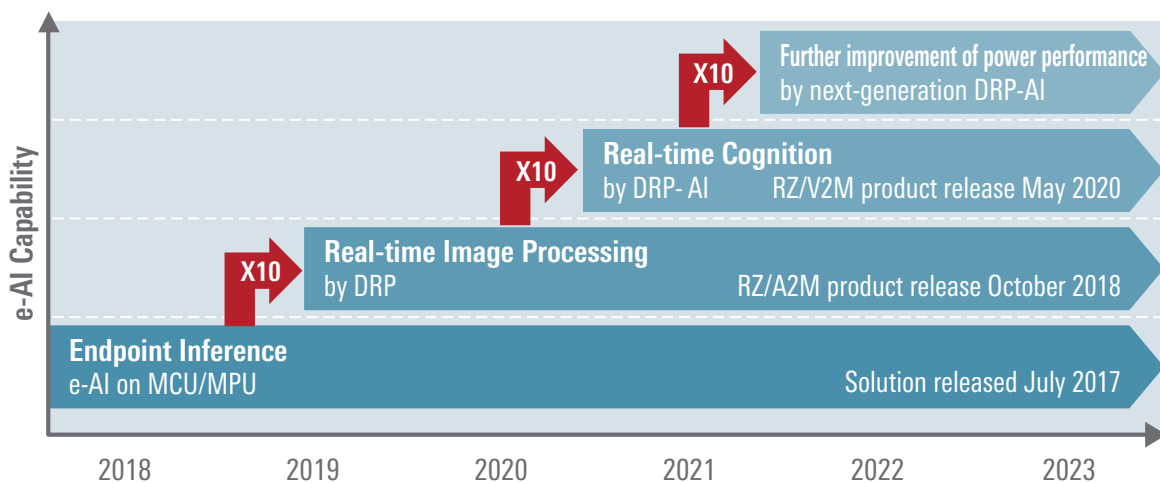 e-AI Capability
X10
Further improvement of power performance
by next-generation DRP-AI
X10
Real-time Cognition
by DRP- AI
RZ/V2M product release May 2020
X10
Real-time Image Processing
by DRP
RZ/A2M product release October 2018
Endpoint Inference
e-AI on MCU/MPU
Solution released July 2017
2018
2019
2020
2021
2022
2023